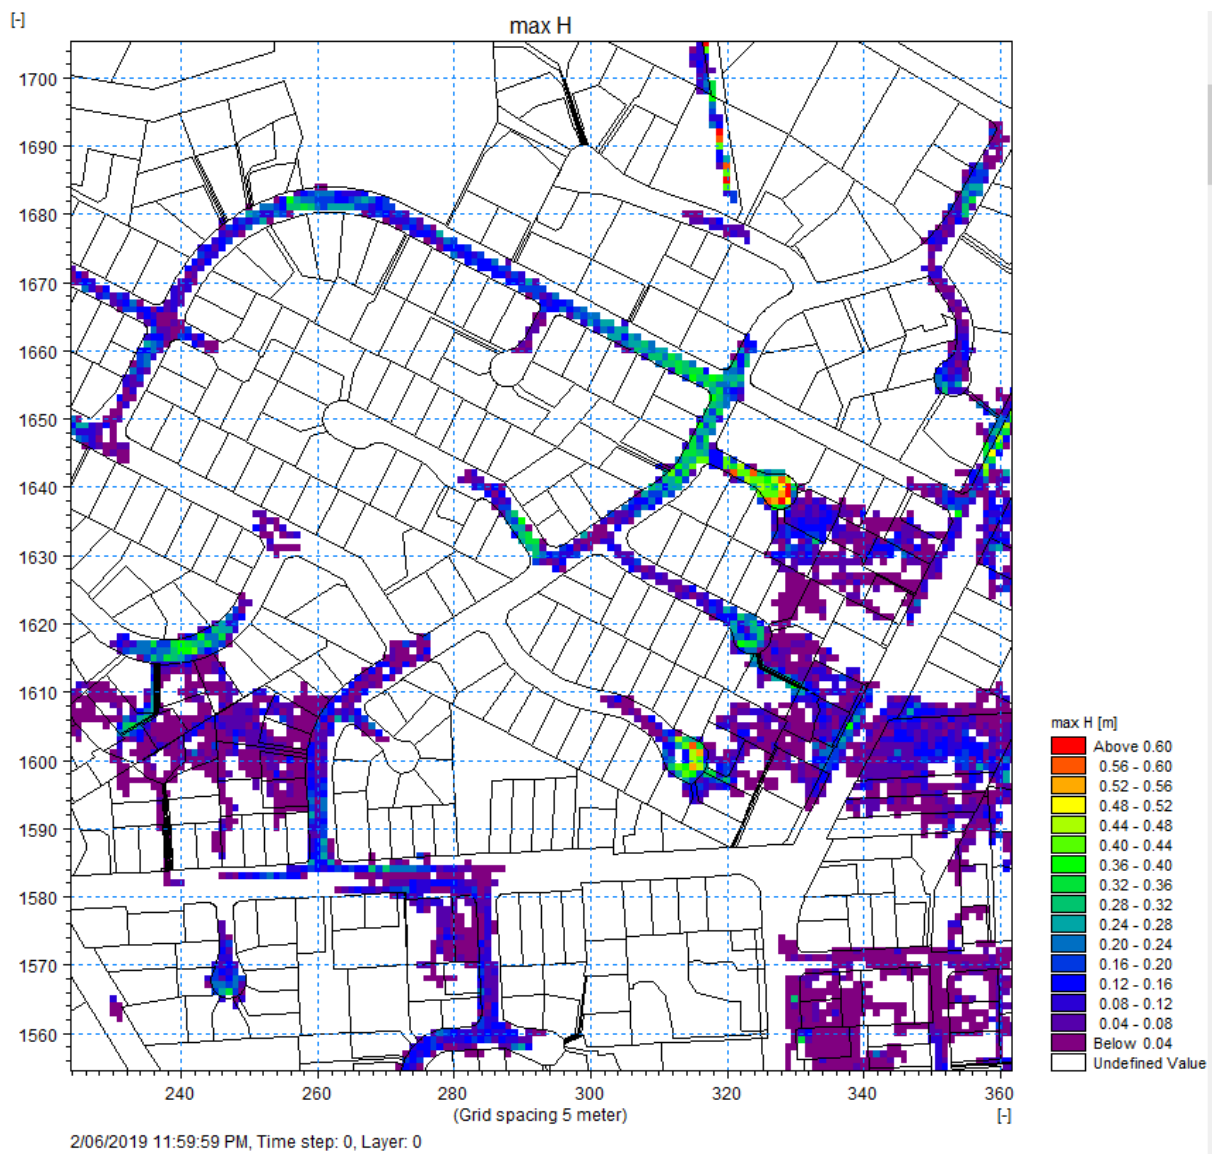 [-]
max H
1700
1690
1680
1670
1660
1650
1640
1630
1620
1610
1600
1590
1580
1570
1560
240
260
280
300
320
340
360
(Grid spacing 5 meter)
[-]
2/06/2019 11:59:59 PM, Time step: 0, Layer: 0
max H [m]
Above 0.60
0.56 - 0.60
0.52 - 0.56
0.48 - 0.52
0.44 - 0.48
0.40 - 0.44
0.36 - 0.40
0.32 - 0.36
0.28 - 0.32
0.24 - 0.28
0.20 - 0.24
0.16 - 0.20
0.12 - 0.16
0.08 - 0.12
0.04 - 0.08
Below 0.04
Undefined Value